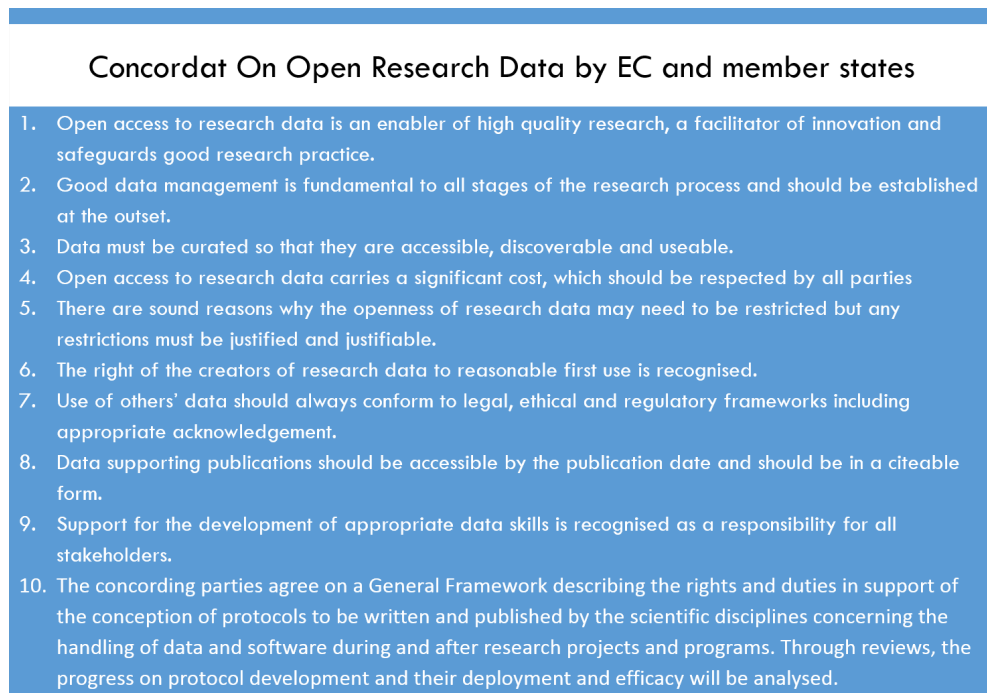 Concordat On Open Research Data by EC and member states
1. Open access to research data is an enabler of high quality research, a facilitator of innovation and
safeguards good research practice.
2. Good data management is fundamental to all stages of the research process and should be established
at the outset.
3. Data must be curated so that they are accessible, discoverable and useable.
4. Open access to research data carries a significant cost, which should be respected by all parties
5. There are sound reasons why the openness of research data may need to be restricted but any
restrictions must be justified and justifiable.
6. The right of the creators of research data to reasonable first use is recognised.
7. Use of others’ data should always conform to legal, ethical and regulatory frameworks including
appropriate acknowledgement.
8. Data supporting publications should be accessible by the publication date and should be in a citeable
form.
9. Support for the development of appropriate data skills is recognised as a responsibility for all
stakeholders.
10. The concording parties agree on a General Framework describing the rights and duties in support of
the conception of protocols to be written and published by the scientific disciplines concerning the
handling of data and software during and after research projects and programs. Through reviews, the
progress on protocol development and their deployment and efficacy will be analysed.